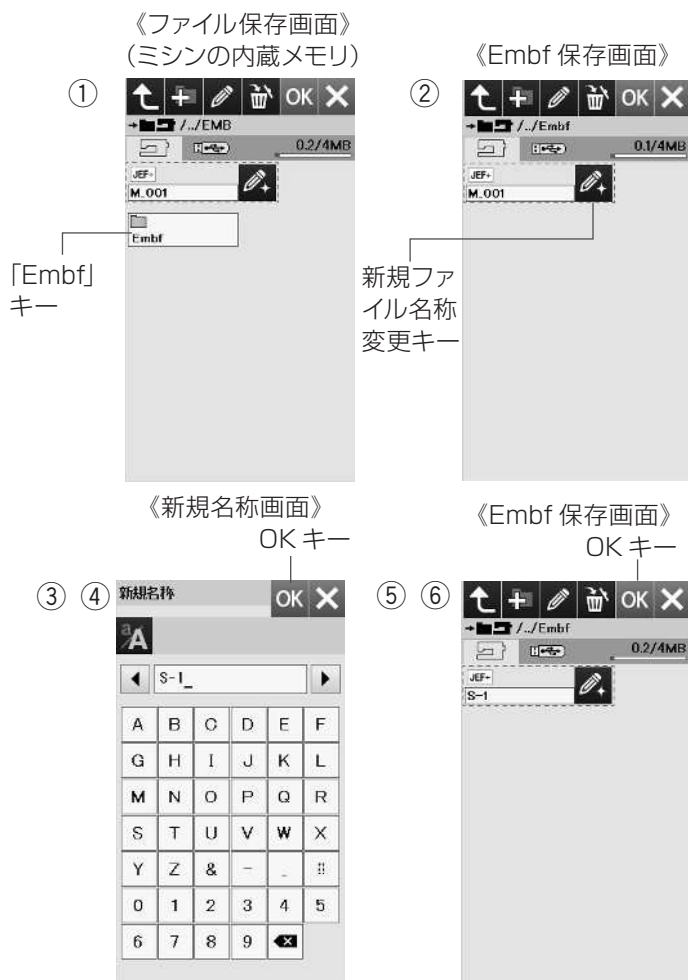 《ファイル保存画面》
(ミシンの内蔵メモリ)
①
OK
/../EMB
0.2/4MB
JEF+
M_001
Embf
「Embf」
キー
《Embf 保存画面》
②
OK
/../Embf
0.1/4MB
JEF+
M_001
新規ファ
イル名称
変更キー
《新規名称画面》
OK キー
③ ④
新規名称
OK
a A
S-1_
A B C D E F
G H I J K L
M N O P Q R
S T U V W X
Y Z & - _
0 1 2 3 4 5
6 7 8 9
《Embf 保存画面》
OK キー
⑤ ⑥
OK
/../Embf
0.2/4MB
JEF+
S-1